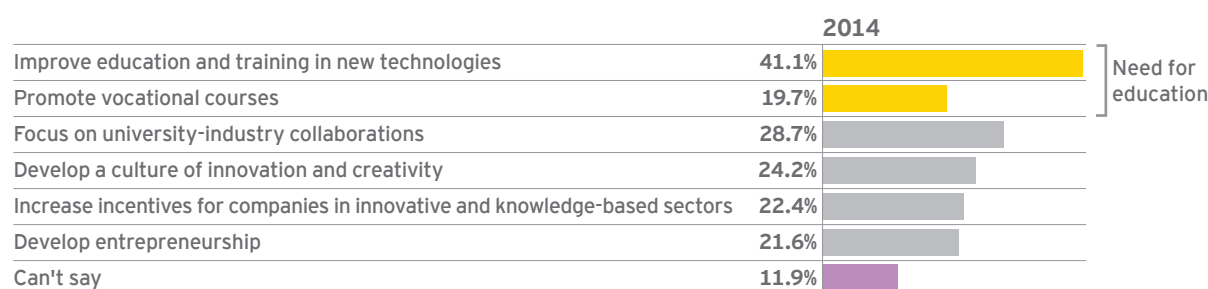 2014
Improve education and training in new technologies 41.1%
Promote vocational courses 19.7%
Need for
education
Focus on university-industry collaborations 28.7%
Develop a culture of innovation and creativity 24.2%
Increase incentives for companies in innovative and knowledge-based sectors 22.4%
Develop entrepreneurship 21.6%
Can't say 11.9%